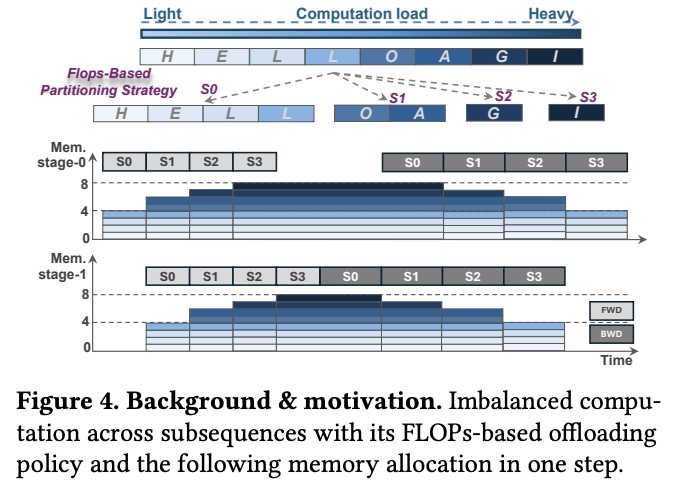 Light Computation load Heavy
H E L L O A G I
Flops-Based
Partitioning Strategy S0 S1 S2 S3
H E L L O A G I
Mem.
stage-0 S0 S1 S2 S3 S0 S1 S2 S3
8
4
0
Mem.
stage-1 S0 S1 S2 S3 S0 S1 S2 S3
8
FWD
4
BWD
0
Time
Figure 4. Background & motivation. Imbalanced compu-
tation across subsequences with its FLOPs-based offloading
policy and the following memory allocation in one step.